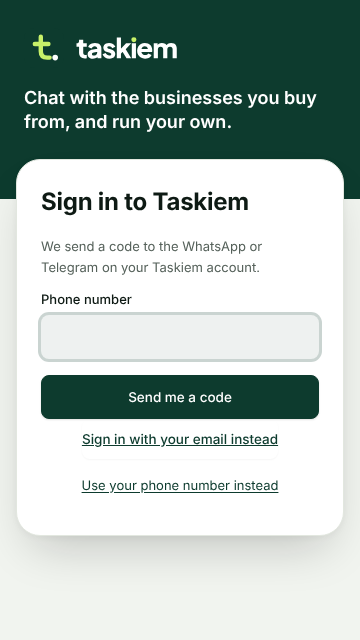 taskiem
Chat with the businesses you buy
from, and run your own.
Sign in to Taskiem
We send a code to the WhatsApp or
Telegram on your Taskiem account.
Phone number
Send me a code
Sign in with your email instead
Use your phone number instead